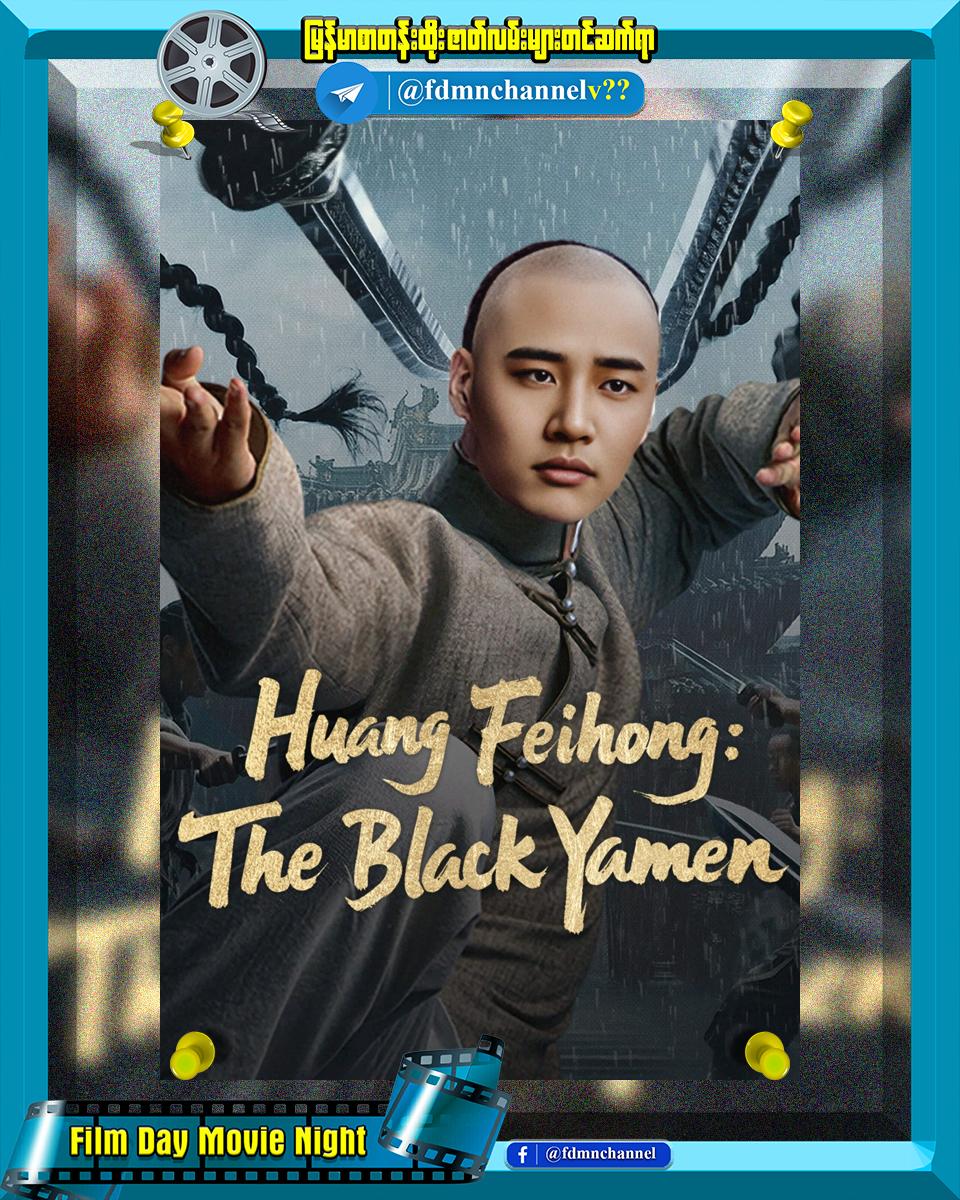 မြန်မာစာတန်းထိုးဇာတ်လမ်းများတင်ဆက်ရာ
@fdmnchannelv??
Huang Feihong:
The Black Yamen
Film Day Movie Night
@fdmnchannel